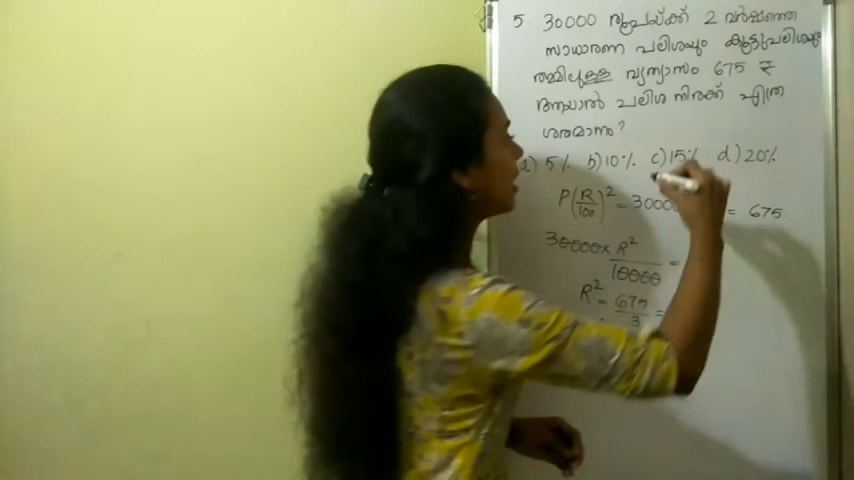 5. 30000 രൂപയ്ക്ക് 2 വർഷത്തെ
സാധാരണ പലിശയും കൂട്ടുപലിശയും
തമ്മിലുള്ള വ്യത്യാസം 675 ₹
ആയാൽ പലിശ നിരക്ക് എത്ര
ശതമാനം?
a) 5% b) 10% c) 15% d) 20%
P(R/100)² = 30000 = 675
30000 x R²/10000 =
R² = 675/3 =